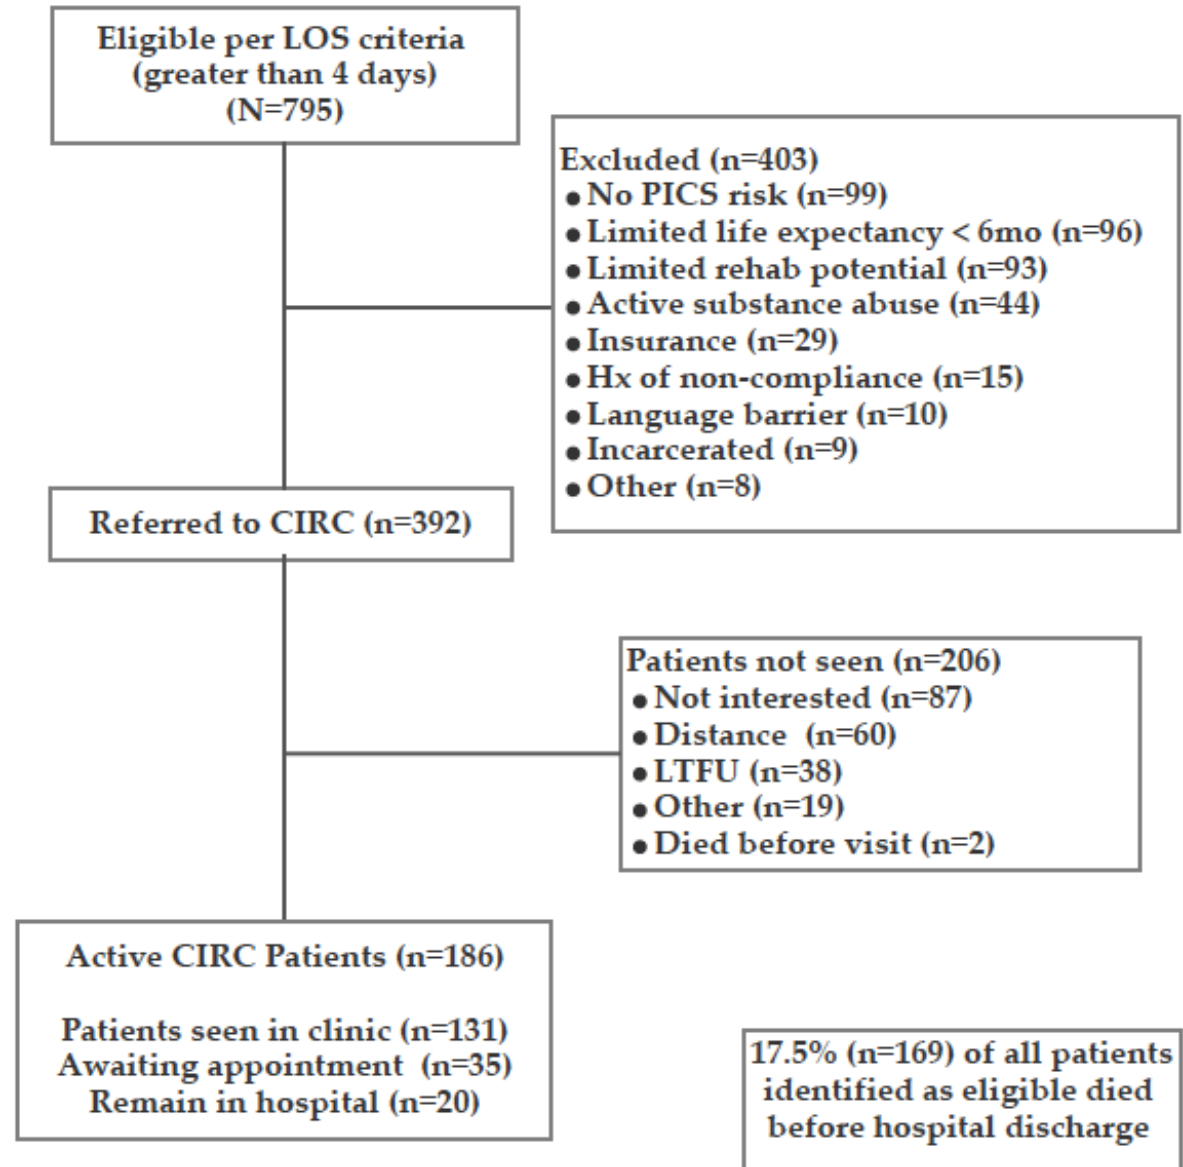 Eligible per LOS criteria
(greater than 4 days)
(N=795)
Excluded (n=403)
● No PICS risk (n=99)
● Limited life expectancy < 6mo (n=96)
● Limited rehab potential (n=93)
● Active substance abuse (n=44)
● Insurance (n=29)
● Hx of non-compliance (n=15)
● Language barrier (n=10)
● Incarcerated (n=9)
● Other (n=8)
Referred to CIRC (n=392)
Patients not seen (n=206)
● Not interested (n=87)
● Distance (n=60)
● LTFU (n=38)
● Other (n=19)
● Died before visit (n=2)
Active CIRC Patients (n=186)
Patients seen in clinic (n=131)
Awaiting appointment (n=35)
Remain in hospital (n=20)
17.5% (n=169) of all patients
identified as eligible died
before hospital discharge